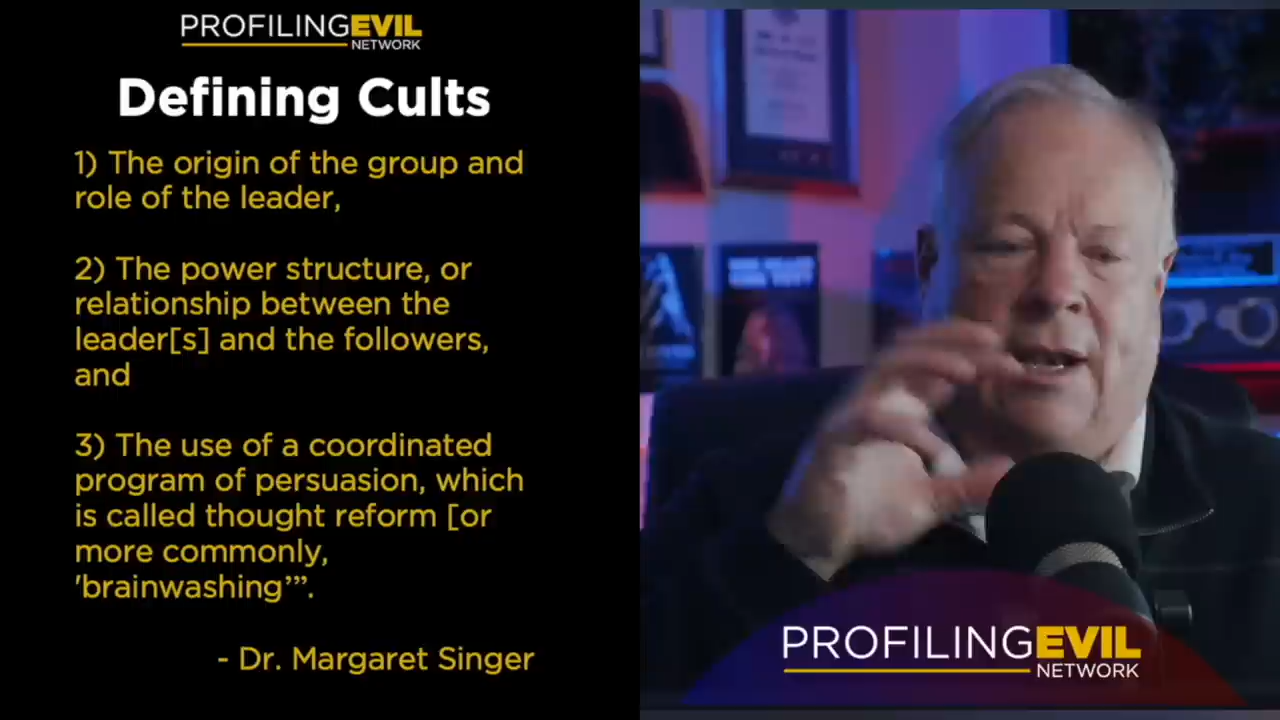 PROFILINGEVIL
NETWORK
Defining Cults
1) The origin of the group and
role of the leader,
2) The power structure, or
relationship between the
leader[s] and the followers,
and
3) The use of a coordinated
program of persuasion, which
is called thought reform [or
more commonly,
'brainwashing’”.
- Dr. Margaret Singer
PROFILINGEVIL
NETWORK